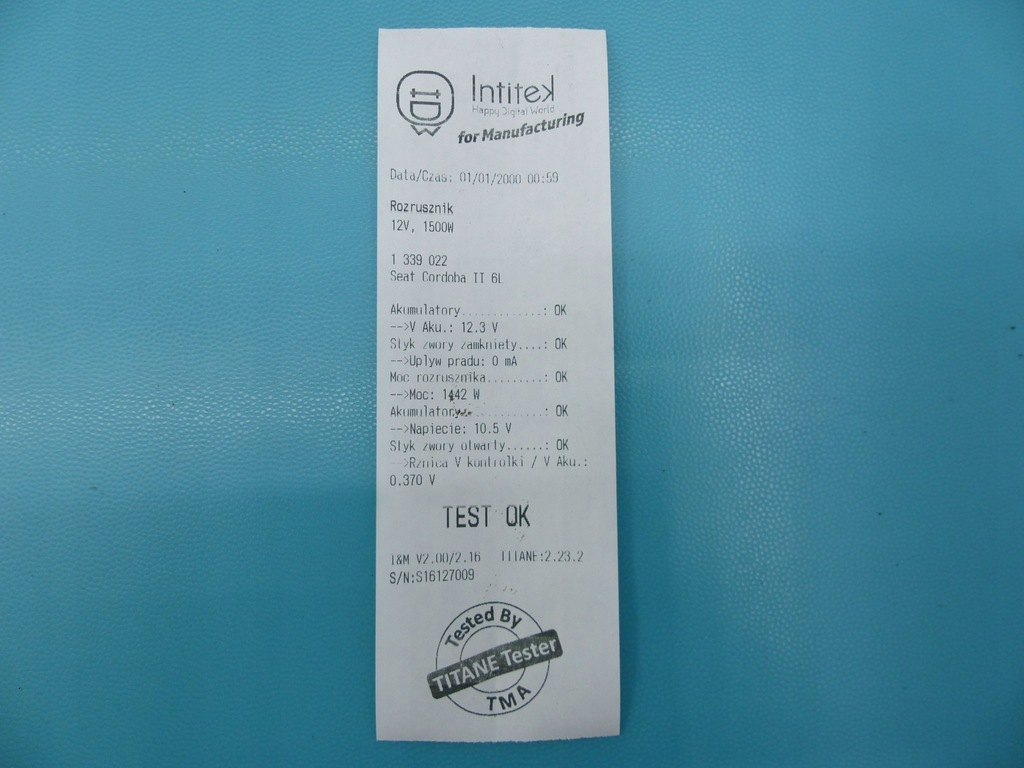 Intitek
Happy Digital World
for Manufacturing
Data/Czas: 01/01/2000 00:59
Rozrusznik
12V, 1500W
1 339 022
Seat Cordoba II 6L
Akumulatory............: OK
-->V Aku.: 12.3 V
Styk zwory zamkniety....: OK
-->Uplyw pradu: 0 mA
Moc rozrusznika.........: OK
-->Moc: 1442 W
Akumulatory............: OK
-->Napiecie: 10.5 V
Styk zwory otwarty......: OK
-->Rznica V kontrolki / V Aku.:
0.370 V
TEST OK
I&M V2.00/2.16 TITANE:2.23.2
S/N:S16127009
Tested By
TITANE Tester
TMA